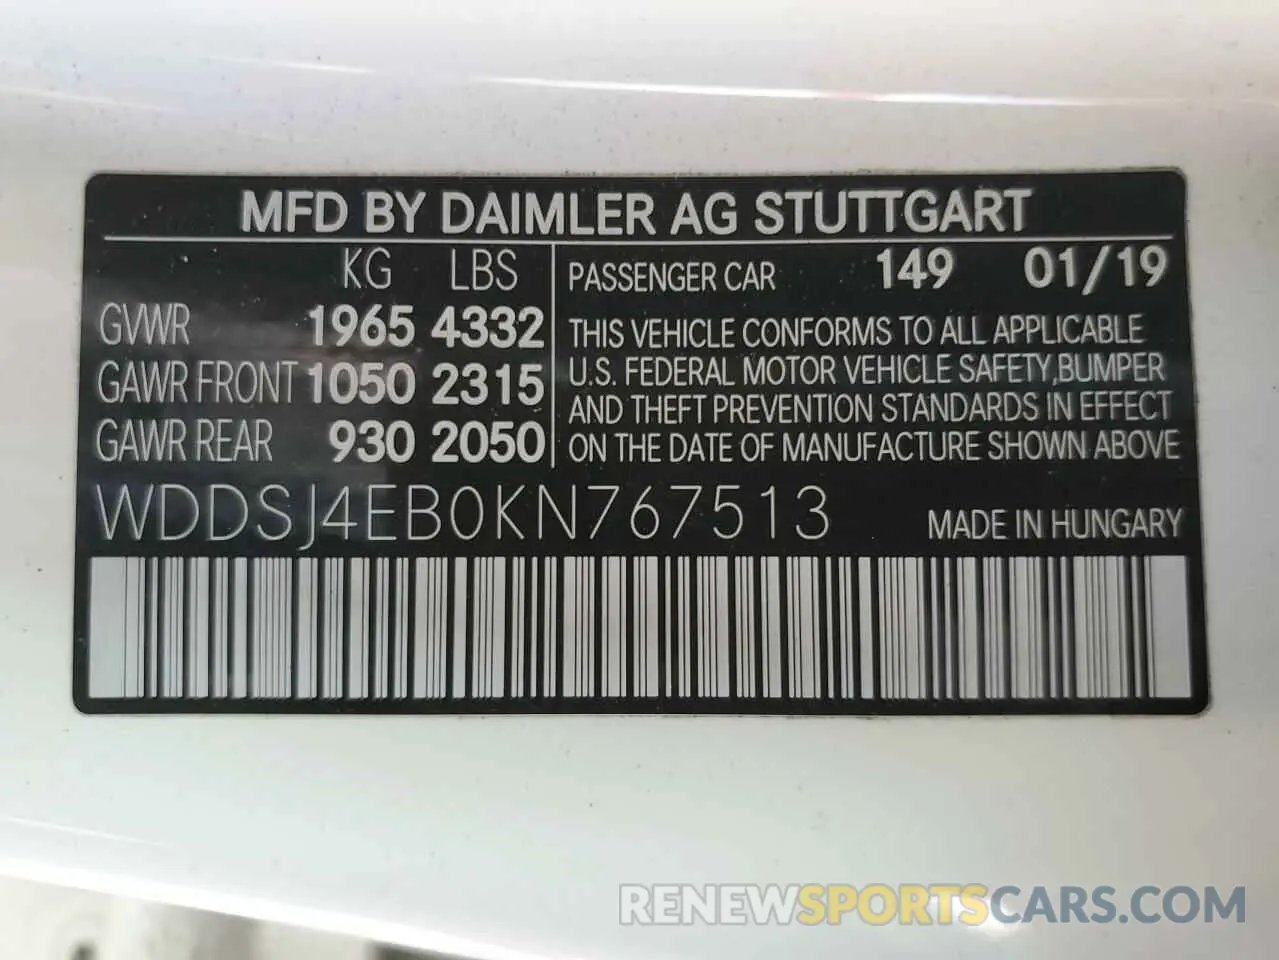 MFD BY DAIMLER AG STUTTGART
KG LBS
GVWR 1965 4332
GAWR FRONT 1050 2315
GAWR REAR 930 2050
PASSENGER CAR 149 01/19
THIS VEHICLE CONFORMS TO ALL APPLICABLE
U.S. FEDERAL MOTOR VEHICLE SAFETY,BUMPER
AND THEFT PREVENTION STANDARDS IN EFFECT
ON THE DATE OF MANUFACTURE SHOWN ABOVE
WDDSJ4EB0KN767513
MADE IN HUNGARY
RENEWSPORTSCARS.COM